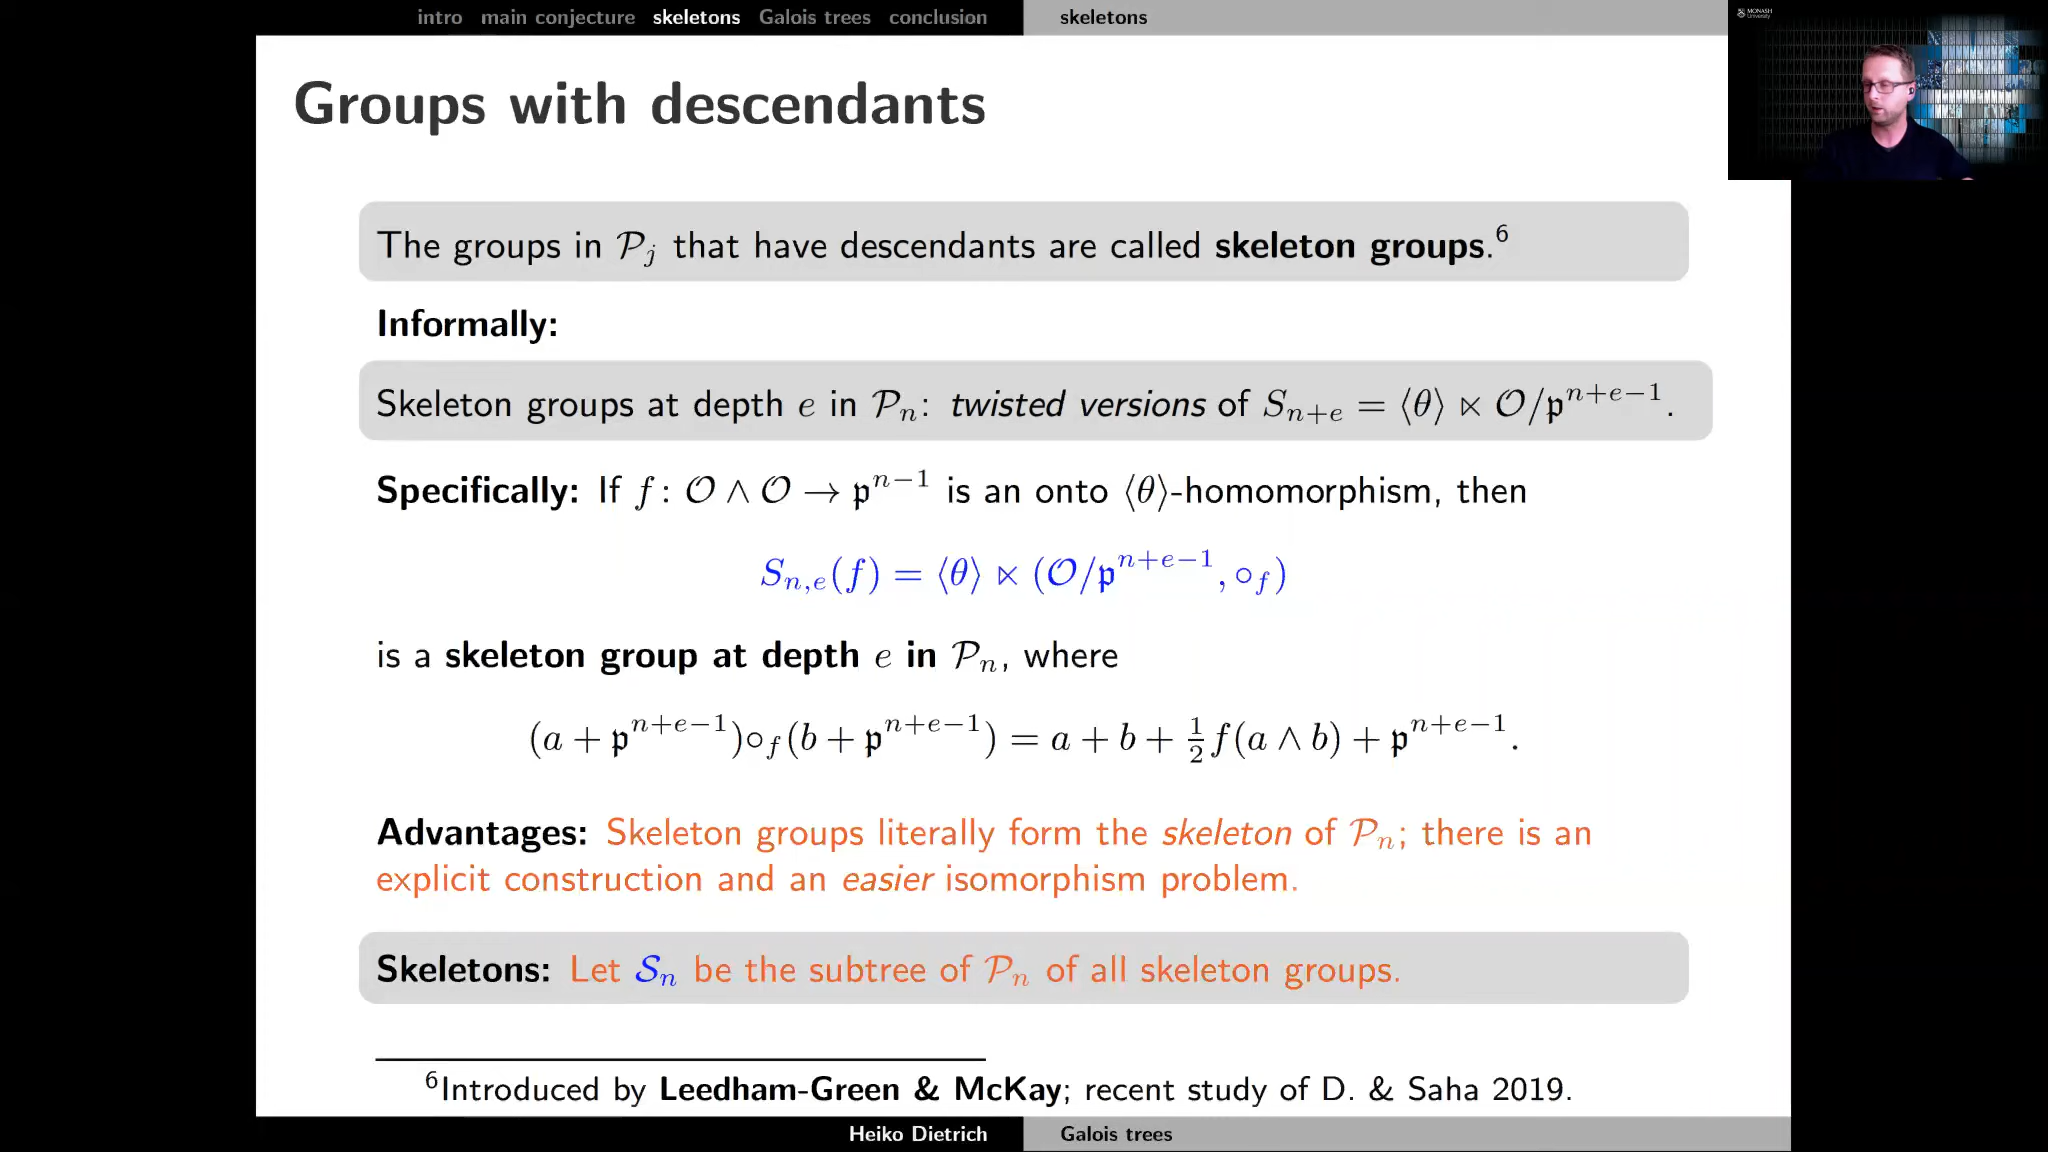 intro main conjecture skeletons Galois trees conclusion skeletons
MONASH University
Groups with descendants
The groups in 𝒫_j that have descendants are called skeleton groups.⁶
Informally:
Skeleton groups at depth e in 𝒫_n: twisted versions of S_{n+e} = ⟨θ⟩ ⋉ 𝒪/𝔭^{n+e−1}.
Specifically: If f: 𝒪 ∧ 𝒪 → 𝔭^{n−1} is an onto ⟨θ⟩-homomorphism, then
S_{n,e}(f) = ⟨θ⟩ ⋉ (𝒪/𝔭^{n+e−1}, ∘_f)
is a skeleton group at depth e in 𝒫_n, where
(a + 𝔭^{n+e−1})∘_f(b + 𝔭^{n+e−1}) = a + b + ½f(a ∧ b) + 𝔭^{n+e−1}.
Advantages: Skeleton groups literally form the skeleton of 𝒫_n; there is an
explicit construction and an easier isomorphism problem.
Skeletons: Let 𝒮_n be the subtree of 𝒫_n of all skeleton groups.
⁶Introduced by Leedham-Green & McKay; recent study of D. & Saha 2019.
Heiko Dietrich Galois trees